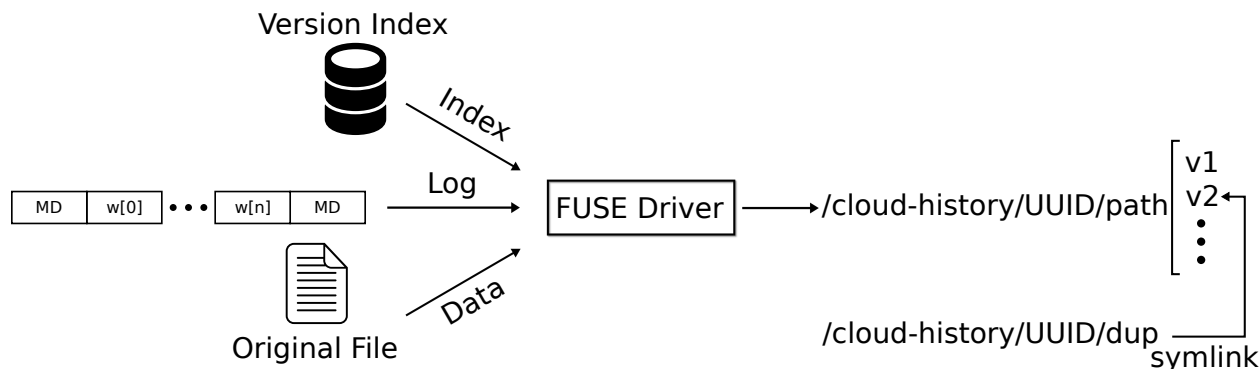 Version Index
Index
Log
MD w[0] ••• w[n] MD
FUSE Driver
/cloud-history/UUID/path
v1
v2
Data
Original File
/cloud-history/UUID/dup
symlink